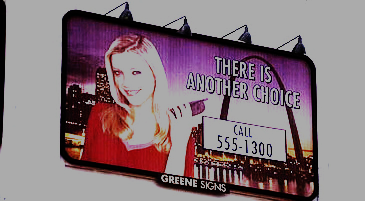 THERE IS
ANOTHER CHOICE
CALL
555-1300
GREENE SIGNS